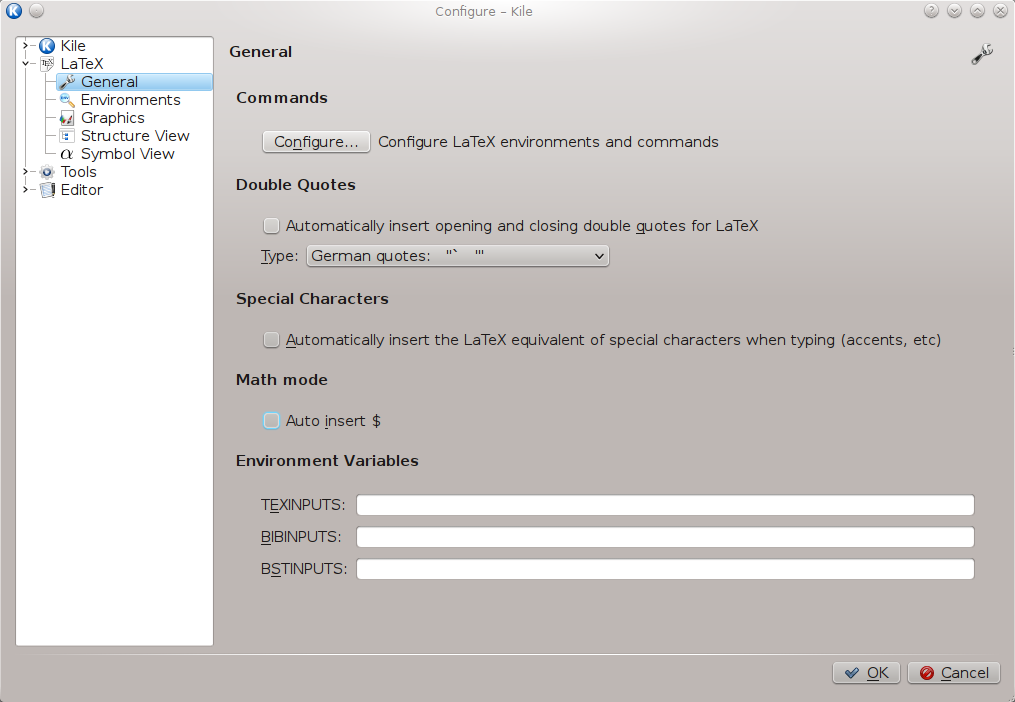 Configure – Kile
Kile
LaTeX
General
Environments
Graphics
Structure View
Symbol View
Tools
Editor
General
Commands
Configure... Configure LaTeX environments and commands
Double Quotes
Automatically insert opening and closing double quotes for LaTeX
Type: German quotes: "` "'
Special Characters
Automatically insert the LaTeX equivalent of special characters when typing (accents, etc)
Math mode
Auto insert $
Environment Variables
TEXINPUTS:
BIBINPUTS:
BSTINPUTS:
OK Cancel